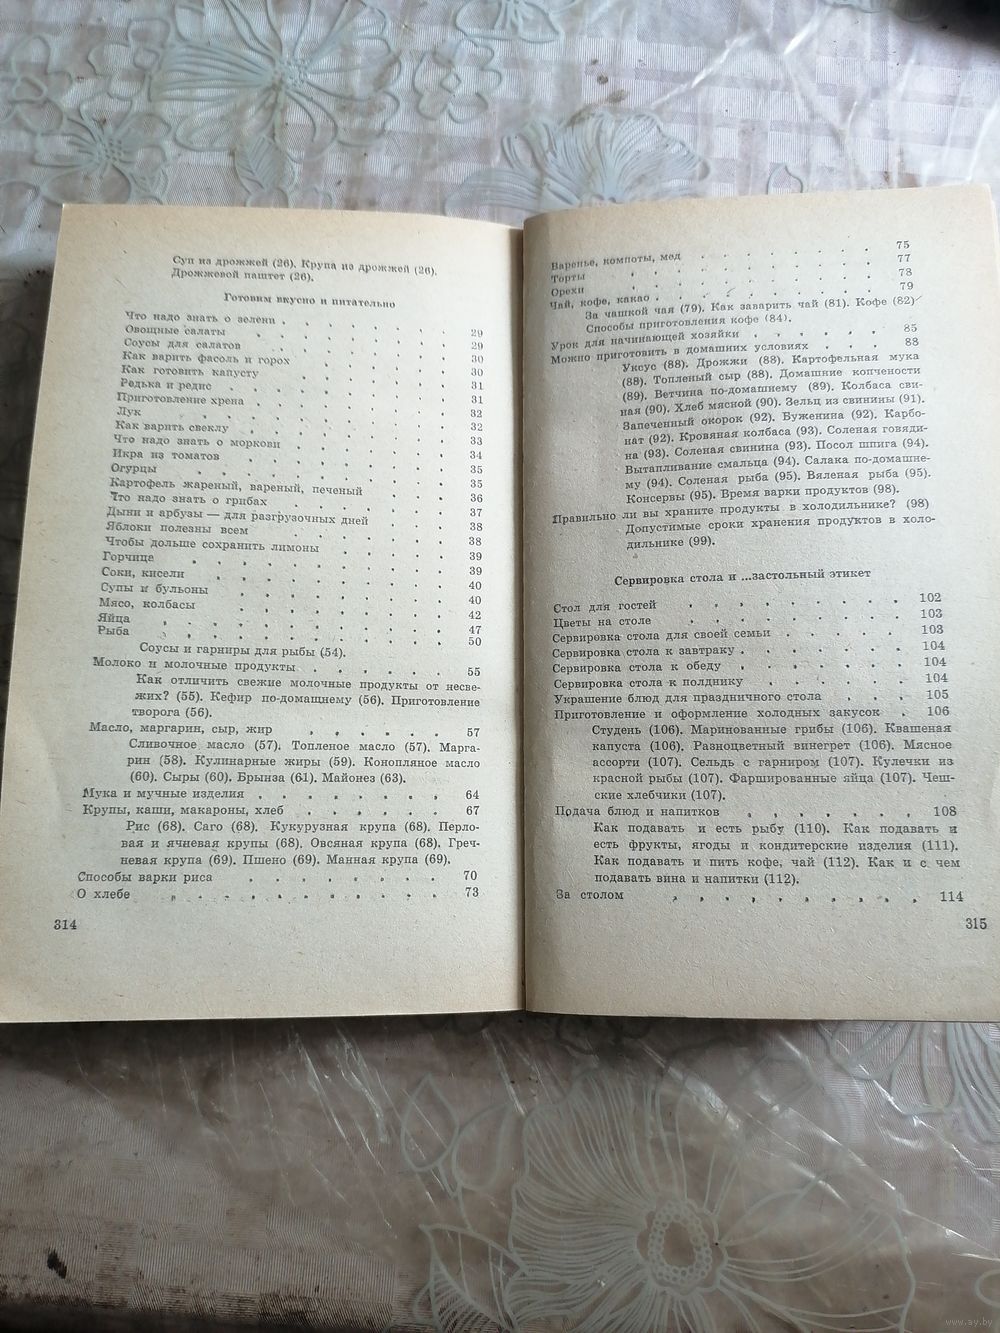 Суп из дрожжей (26). Крупа из дрожжей (26).
Дрожжевой паштет (26).
Готовим вкусно и питательно
Что надо знать о зелени . . . . . . . 29
Овощные салаты . . . . . . . 29
Соусы для салатов . . . . . . . 30
Как варить фасоль и горох . . . . . . . 30
Как готовить капусту . . . . . . . 31
Редька и редис . . . . . . . 31
Приготовление хрена . . . . . . . 32
Лук . . . . . . . 32
Как варить свеклу . . . . . . . 33
Что надо знать о моркови . . . . . . . 34
Икра из томатов . . . . . . . 35
Огурцы . . . . . . . 35
Картофель жареный, вареный, печеный . . . . 36
Что надо знать о грибах . . . . . . . 37
Дыни и арбузы — для разгрузочных дней . . . . 38
Яблоки полезны всем . . . . . . . 38
Чтобы дольше сохранить лимоны . . . . . 39
Горчица . . . . . . . 39
Соки, кисели . . . . . . . 40
Супы и бульоны . . . . . . . 40
Мясо, колбасы . . . . . . . 42
Яйца . . . . . . . 47
Рыба . . . . . . . 50
Соусы и гарниры для рыбы (54).
Молоко и молочные продукты . . . . . . 55
Как отличить свежие молочные продукты от несве-
жих? (55). Кефир по-домащнему (56). Приготовление
творога (56).
Масло, маргарин, сыр, жир . . . . . . 57
Сливочное масло (57). Топленое масло (57). Марга-
рин (58). Кулинарные жиры (59). Конопляное масло
(60). Сыры (60). Брынза (61). Майонез (63).
Мука и мучные изделия . . . . . . . 64
Крупы, каши, макароны, хлеб . . . . . . 67
Рис (68). Саго (68). Кукурузная крупа (68). Перло-
вая и ячневая крупы (68). Овсяная крупа (68). Греч-
невая крупа (69). Пшено (69). Манная крупа (69).
Способы варки риса . . . . . . . 70
О хлебе . . . . . . . . . . 73
314
Варенье, компоты, мед . . . . . . . 75
Торты . . . . . . . 77
Орехи . . . . . . . 78
Чай, кофе, какао . . . . . . . 79
За чашкой чая (79). Как заварить чай (81). Кофе (82)
Способы приготовления кофе (84).
Урок для начинающей хозяйки . . . . . . 85
Можно приготовить в домашних условиях . . . . 88
Уксус (88). Дрожжи (88). Картофельная мука
(88). Топленый сыр (88). Домашние копчености
(89). Ветчина по-домашнему (89). Колбаса сви-
ная (90). Хлеб мясной (90). Зельц из свинины (91).
Запеченный окорок (92). Буженина (92). Карбо-
нат (92). Кровяная колбаса (93). Соленая говяди-
на (93). Соленая свинина (93). Посол шпига (94).
Вытапливание смальца (94). Салака по-домашне-
му (94). Соленая рыба (95). Вяленая рыба (95).
Консервы (95). Время варки продуктов (98).
Правильно ли вы храните продукты в холодильнике? (98)
Допустимые сроки хранения продуктов в холо-
дильнике (99).
Сервировка стола и ...застольный этикет
Стол для гостей . . . . . . . . . 102
Цветы на столе . . . . . . . . . 103
Сервировка стола для своей семьи . . . . . 103
Сервировка стола к завтраку . . . . . . . 104
Сервировка стола к обеду . . . . . . . 104
Сервировка стола к полднику . . . . . . . 104
Украшение блюд для праздничного стола . . . . 105
Приготовление и оформление холодных закусок . 106
Студень (106). Маринованные грибы (106). Квашеная
капуста (106). Разноцветный винегрет (106). Мясное
ассорти (107). Сельдь с гарниром (107). Кулечки из
красной рыбы (107). Фаршированные яйца (107). Чеш-
ские хлебчики (107).
Подача блюд и напитков . . . . . . . 108
Как подавать и есть рыбу (110). Как подавать и
есть фрукты, ягоды и кондитерские изделия (111).
Как подавать и пить кофе, чай (112). Как и с чем
подавать вина и напитки (112).
За столом . . . . . . . . . . 114
315
www.ay.by